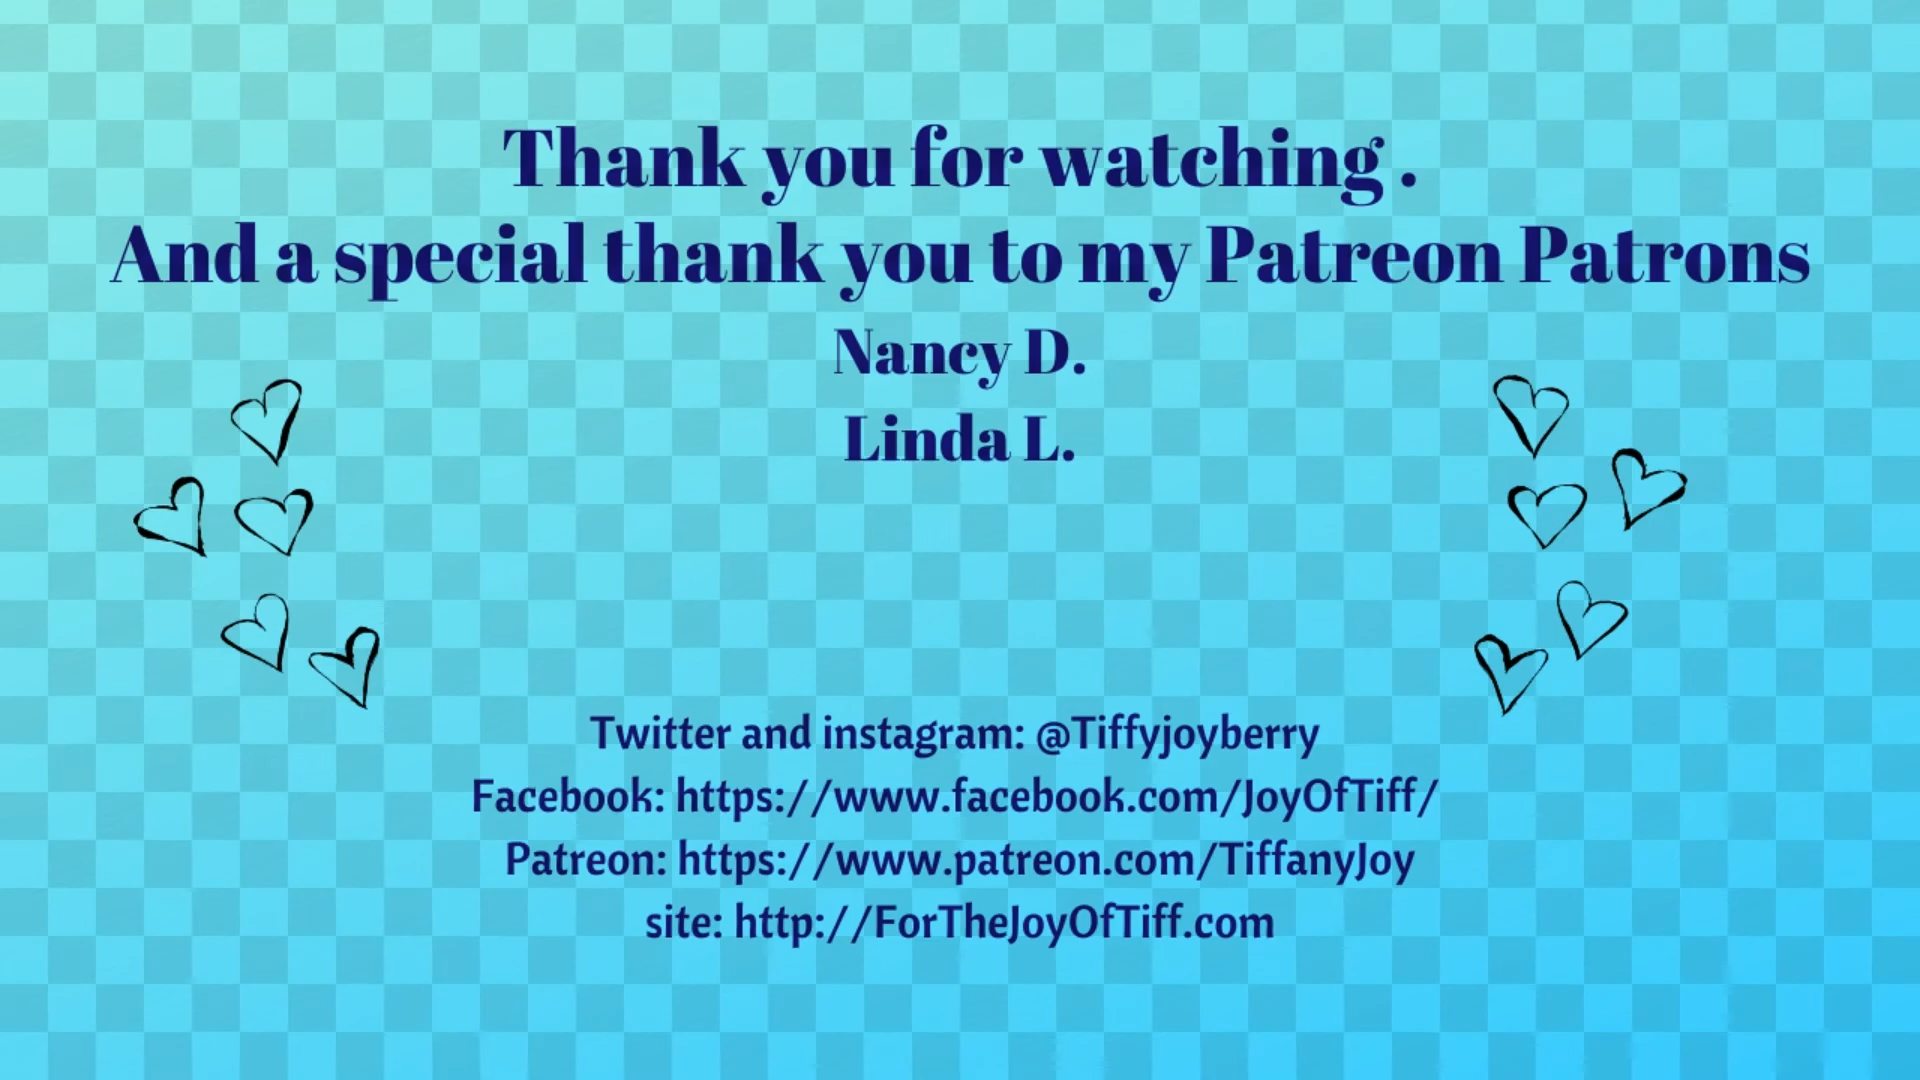 Thank you for watching .
And a special thank you to my Patreon Patrons
Nancy D.
Linda L.
Twitter and instagram: @Tiffyjoyberry
Facebook: https://www.facebook.com/JoyOfTiff/
Patreon: https://www.patreon.com/TiffanyJoy
site: http://ForTheJoyOfTiff.com